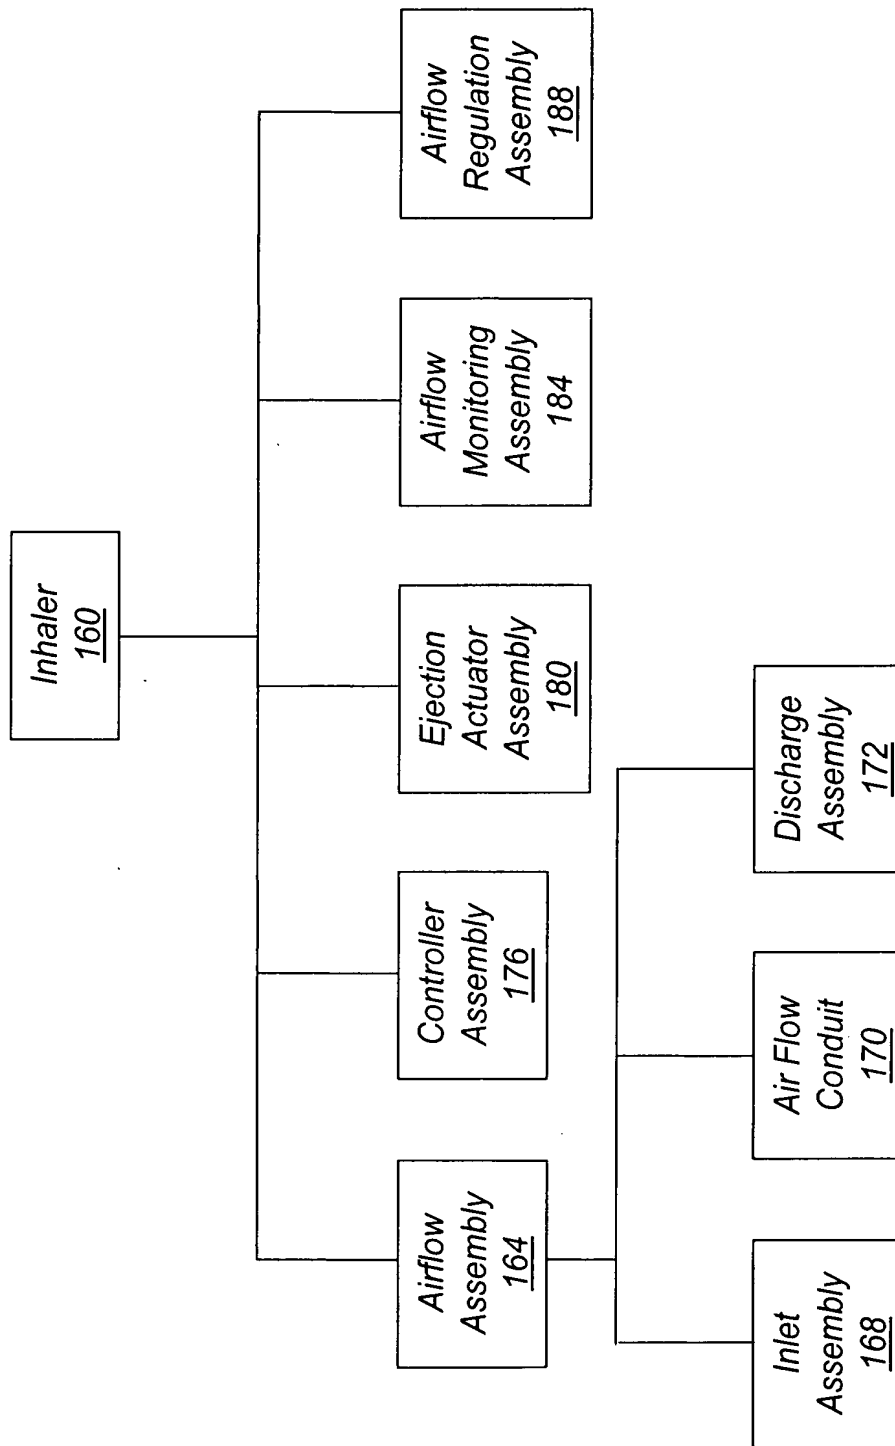 Inhaler
160
Airflow
Assembly
164
Controller
Assembly
176
Ejection
Actuator
Assembly
180
Airflow
Monitoring
Assembly
184
Airflow
Regulation
Assembly
188
Inlet
Assembly
168
Air Flow
Conduit
170
Discharge
Assembly
172